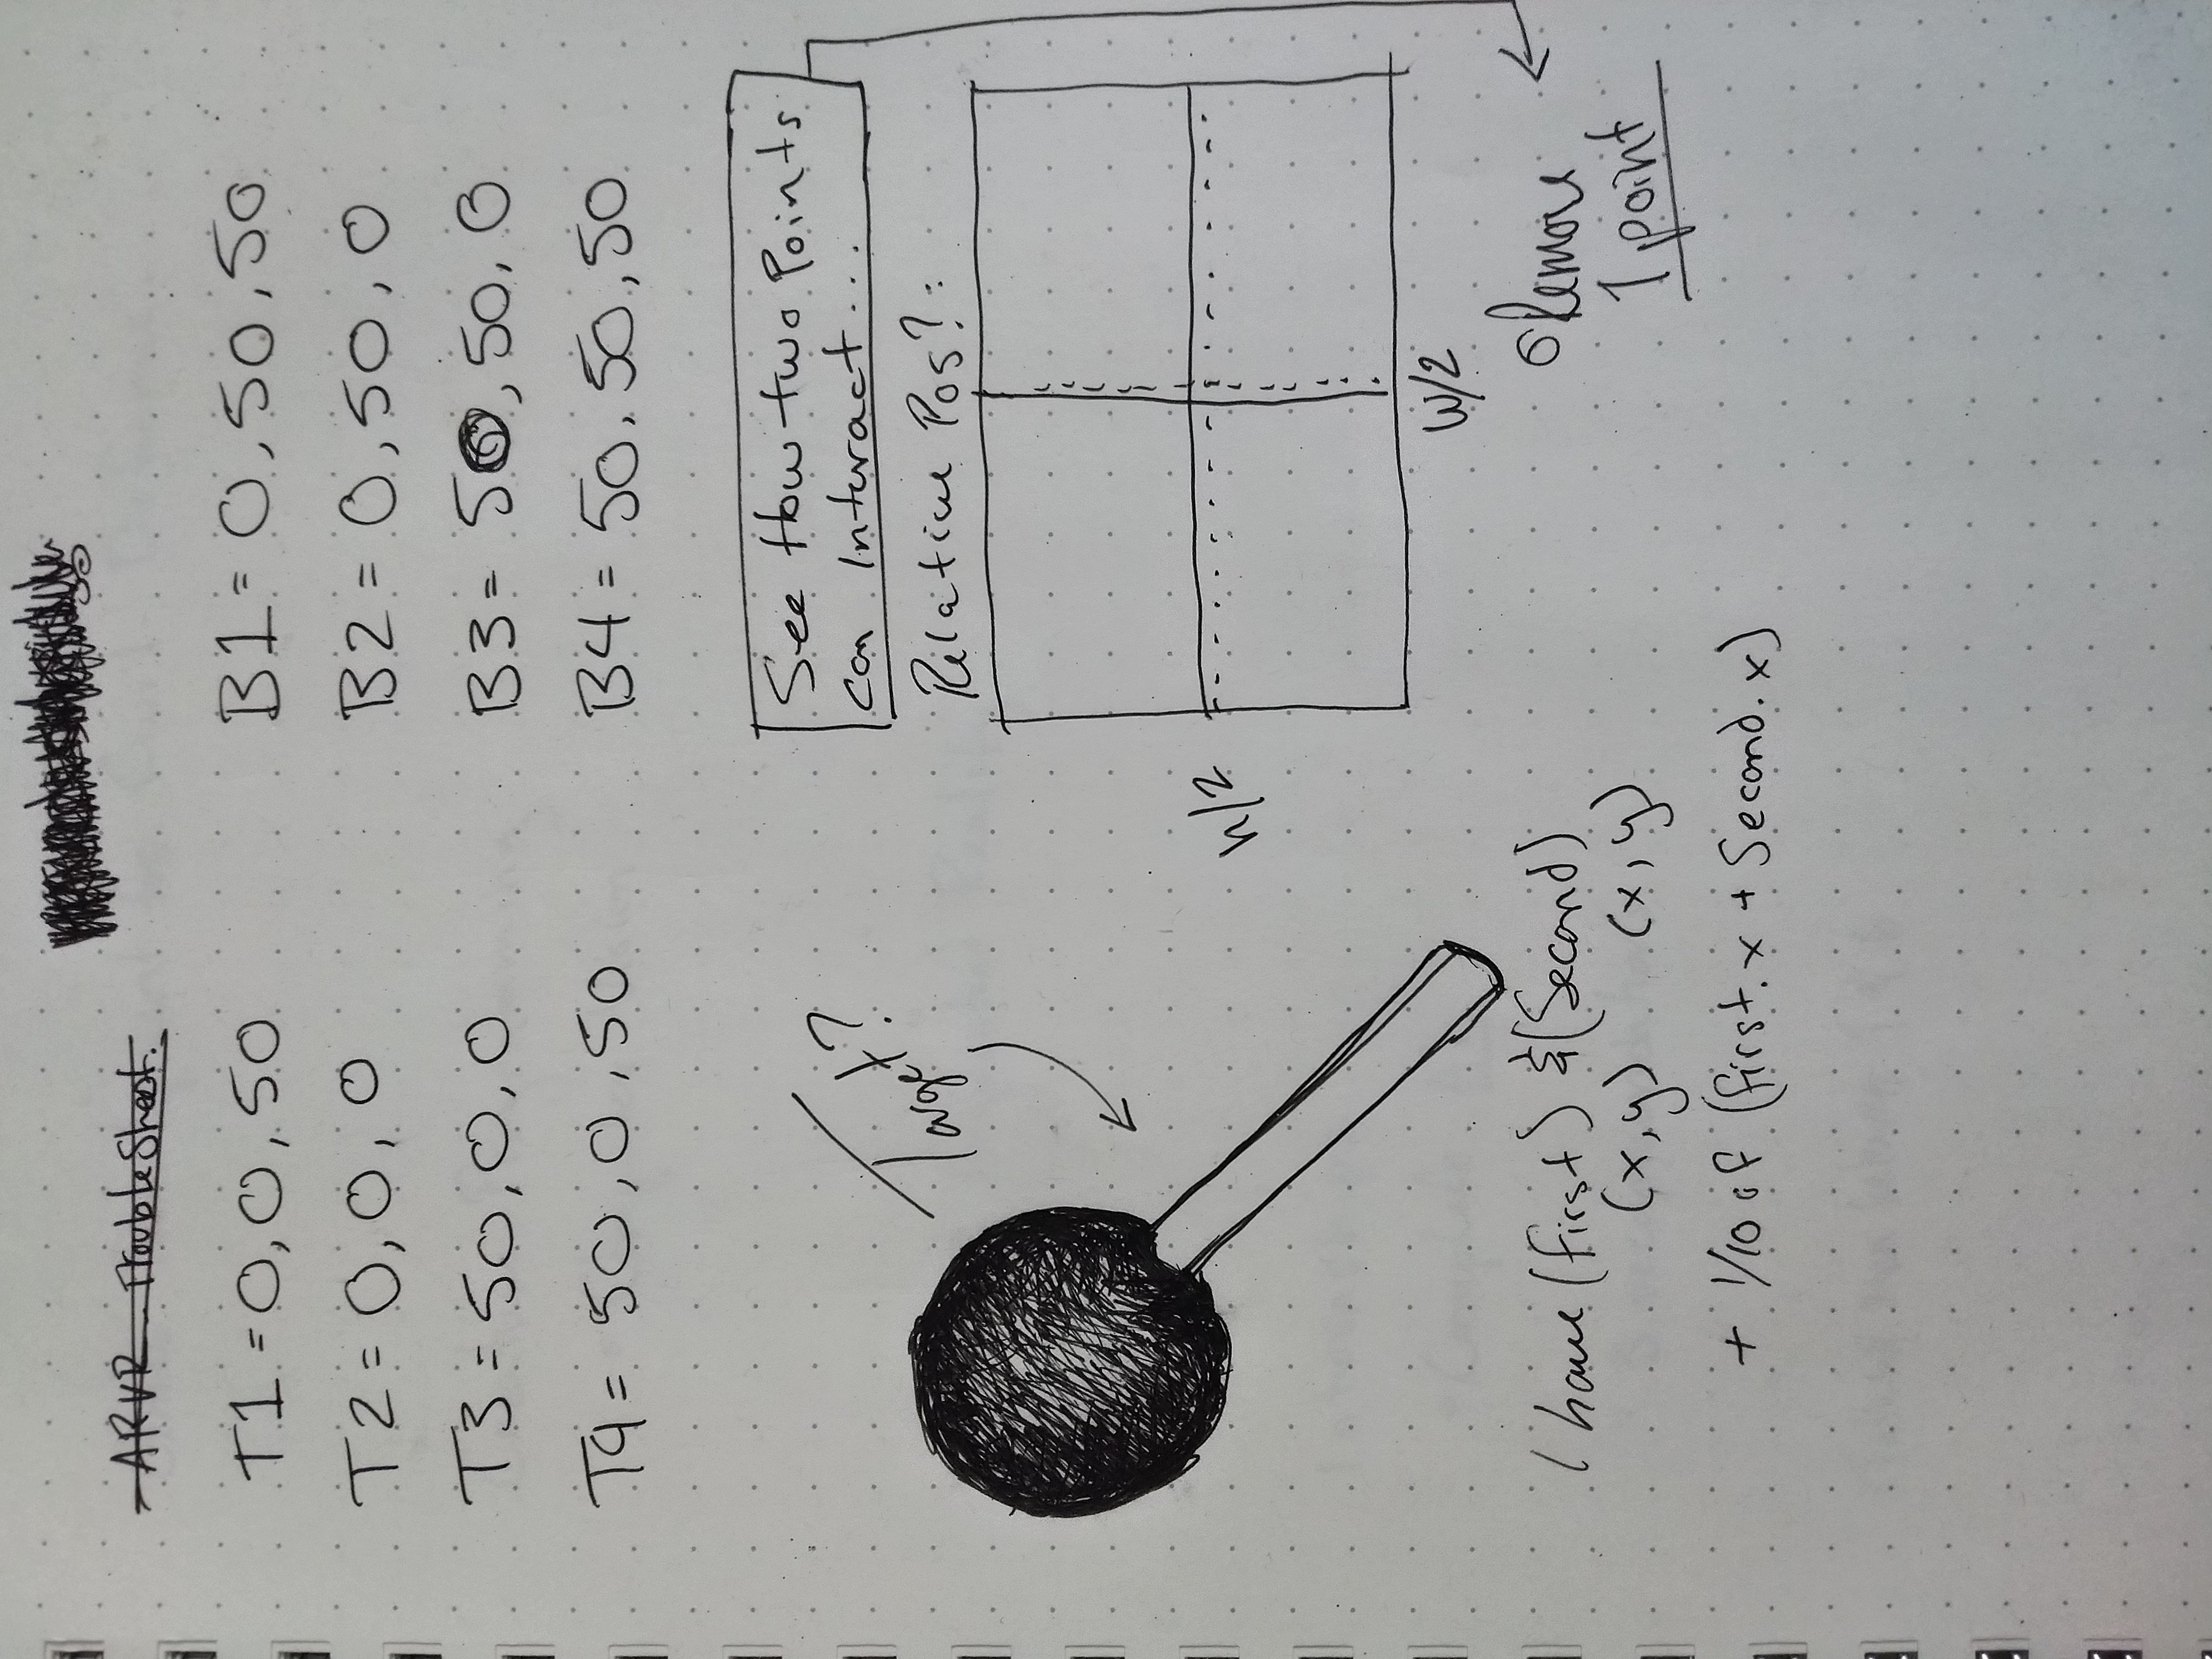 ARVR TroubleShoot.
T1 = 0, 0, 50
T2 = 0, 0, 0
T3 = 50, 0, 0
T4 = 50, 0, 50
B1 = 0, 50, 50
B2 = 0, 50, 0
B3 = 50, 50, 0
B4 = 50, 50, 50
See How two Points
can Interact...
Target?
Relative Pos?:
h/2
W/2
Remove
1 point
I have (first) & (Second)
(x, y) (x, y)
+ 1/10 of (first.x + Second.x)